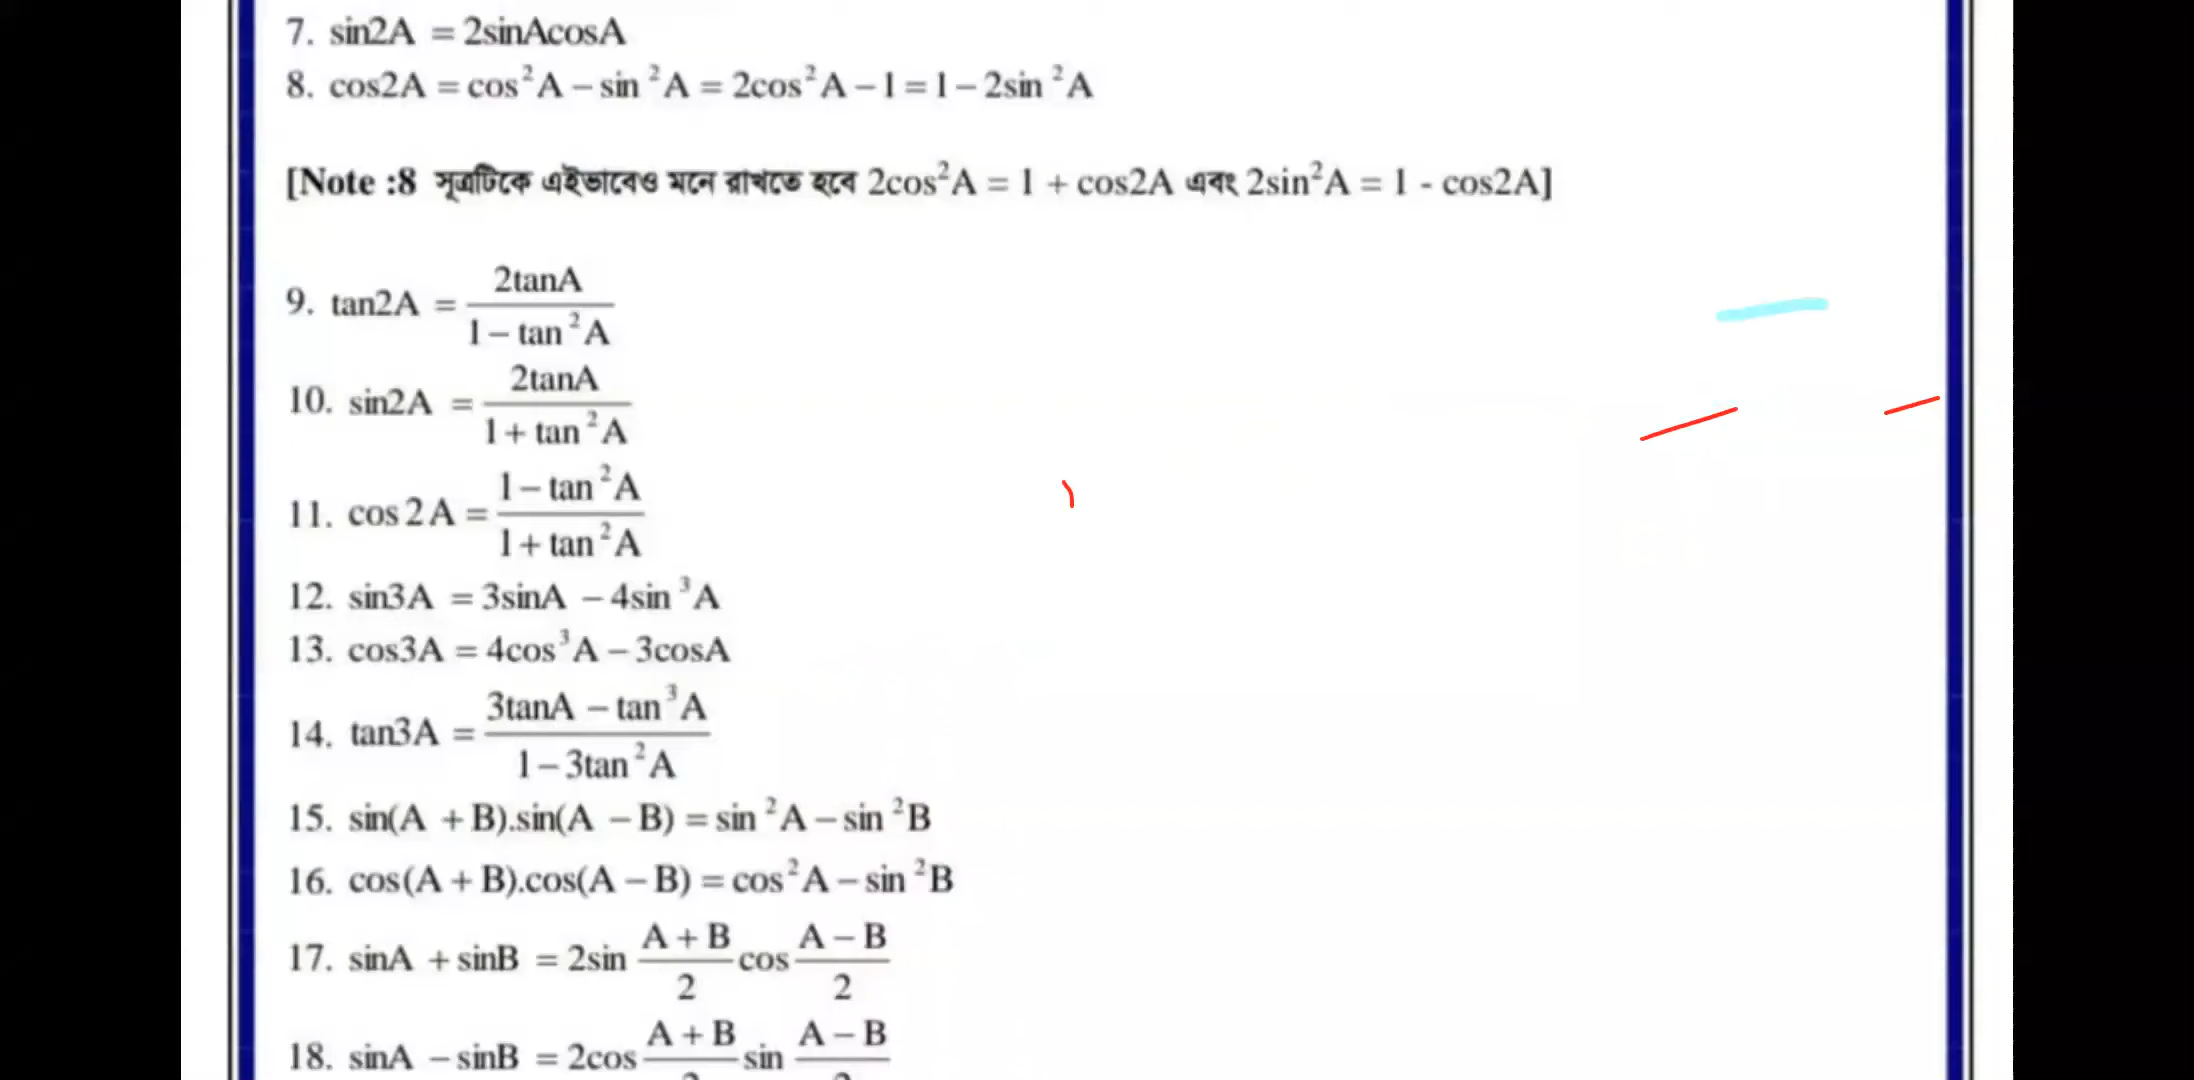 7. sin2A = 2sinAcosA
8. cos2A = cos²A − sin²A = 2cos²A − 1 = 1 − 2sin²A
[Note :8 সূত্রটিকে এইভাবেও মনে রাখতে হবে 2cos²A = 1 + cos2A এবং 2sin²A = 1 - cos2A]
9. tan2A = 2tanA / 1 − tan²A
10. sin2A = 2tanA / 1 + tan²A
11. cos2A = 1 − tan²A / 1 + tan²A
12. sin3A = 3sinA − 4sin³A
13. cos3A = 4cos³A − 3cosA
14. tan3A = 3tanA − tan³A / 1 − 3tan²A
15. sin(A + B).sin(A − B) = sin²A − sin²B
16. cos(A + B).cos(A − B) = cos²A − sin²B
17. sinA + sinB = 2sin A + B / 2 cos A − B / 2
18. sinA − sinB = 2cos A + B / 2 sin A − B / 2